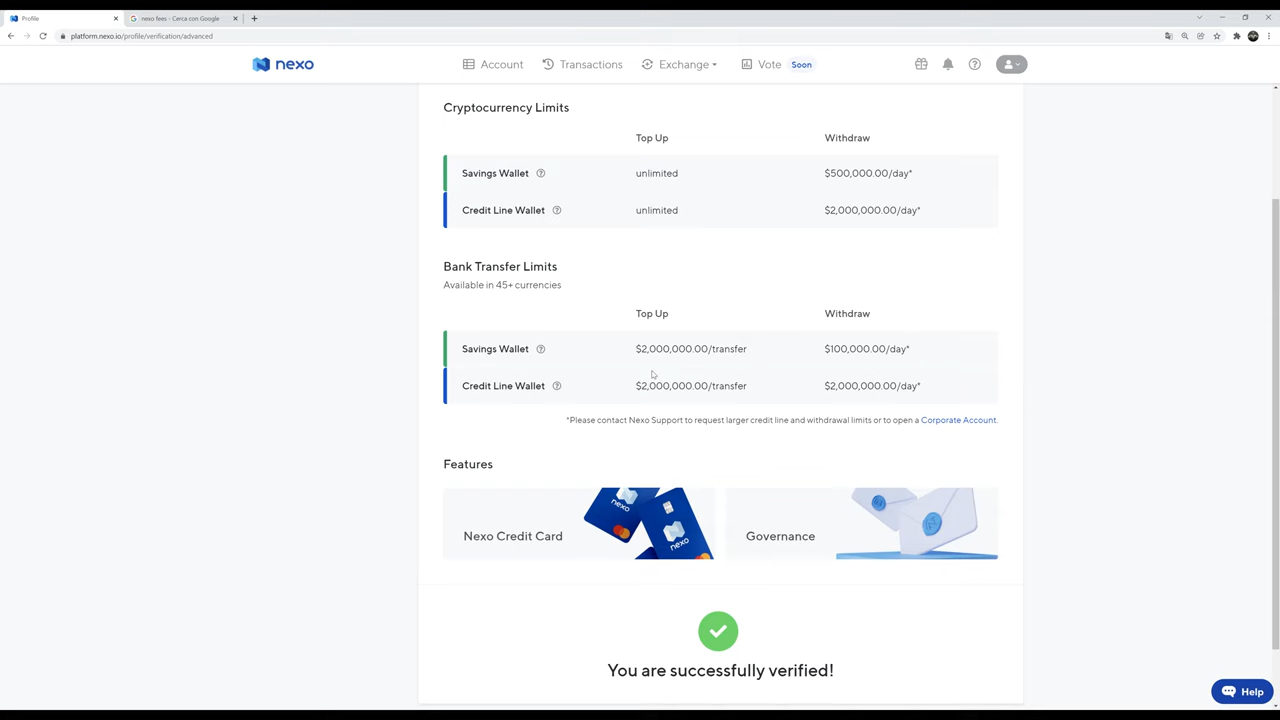 Profile
nexo fees - Cerca con Google
platform.nexo.io/profile/verification/advanced
nexo
Account
Transactions
Exchange
Vote
Soon
Cryptocurrency Limits
Top Up Withdraw
Savings Wallet unlimited $500,000.00/day*
Credit Line Wallet unlimited $2,000,000.00/day*
Bank Transfer Limits
Available in 45+ currencies
Top Up Withdraw
Savings Wallet $2,000,000.00/transfer $100,000.00/day*
Credit Line Wallet $2,000,000.00/transfer $2,000,000.00/day*
*Please contact Nexo Support to request larger credit line and withdrawal limits or to open a Corporate Account.
Features
Nexo Credit Card
nexo
nexo
Governance
You are successfully verified!
Help